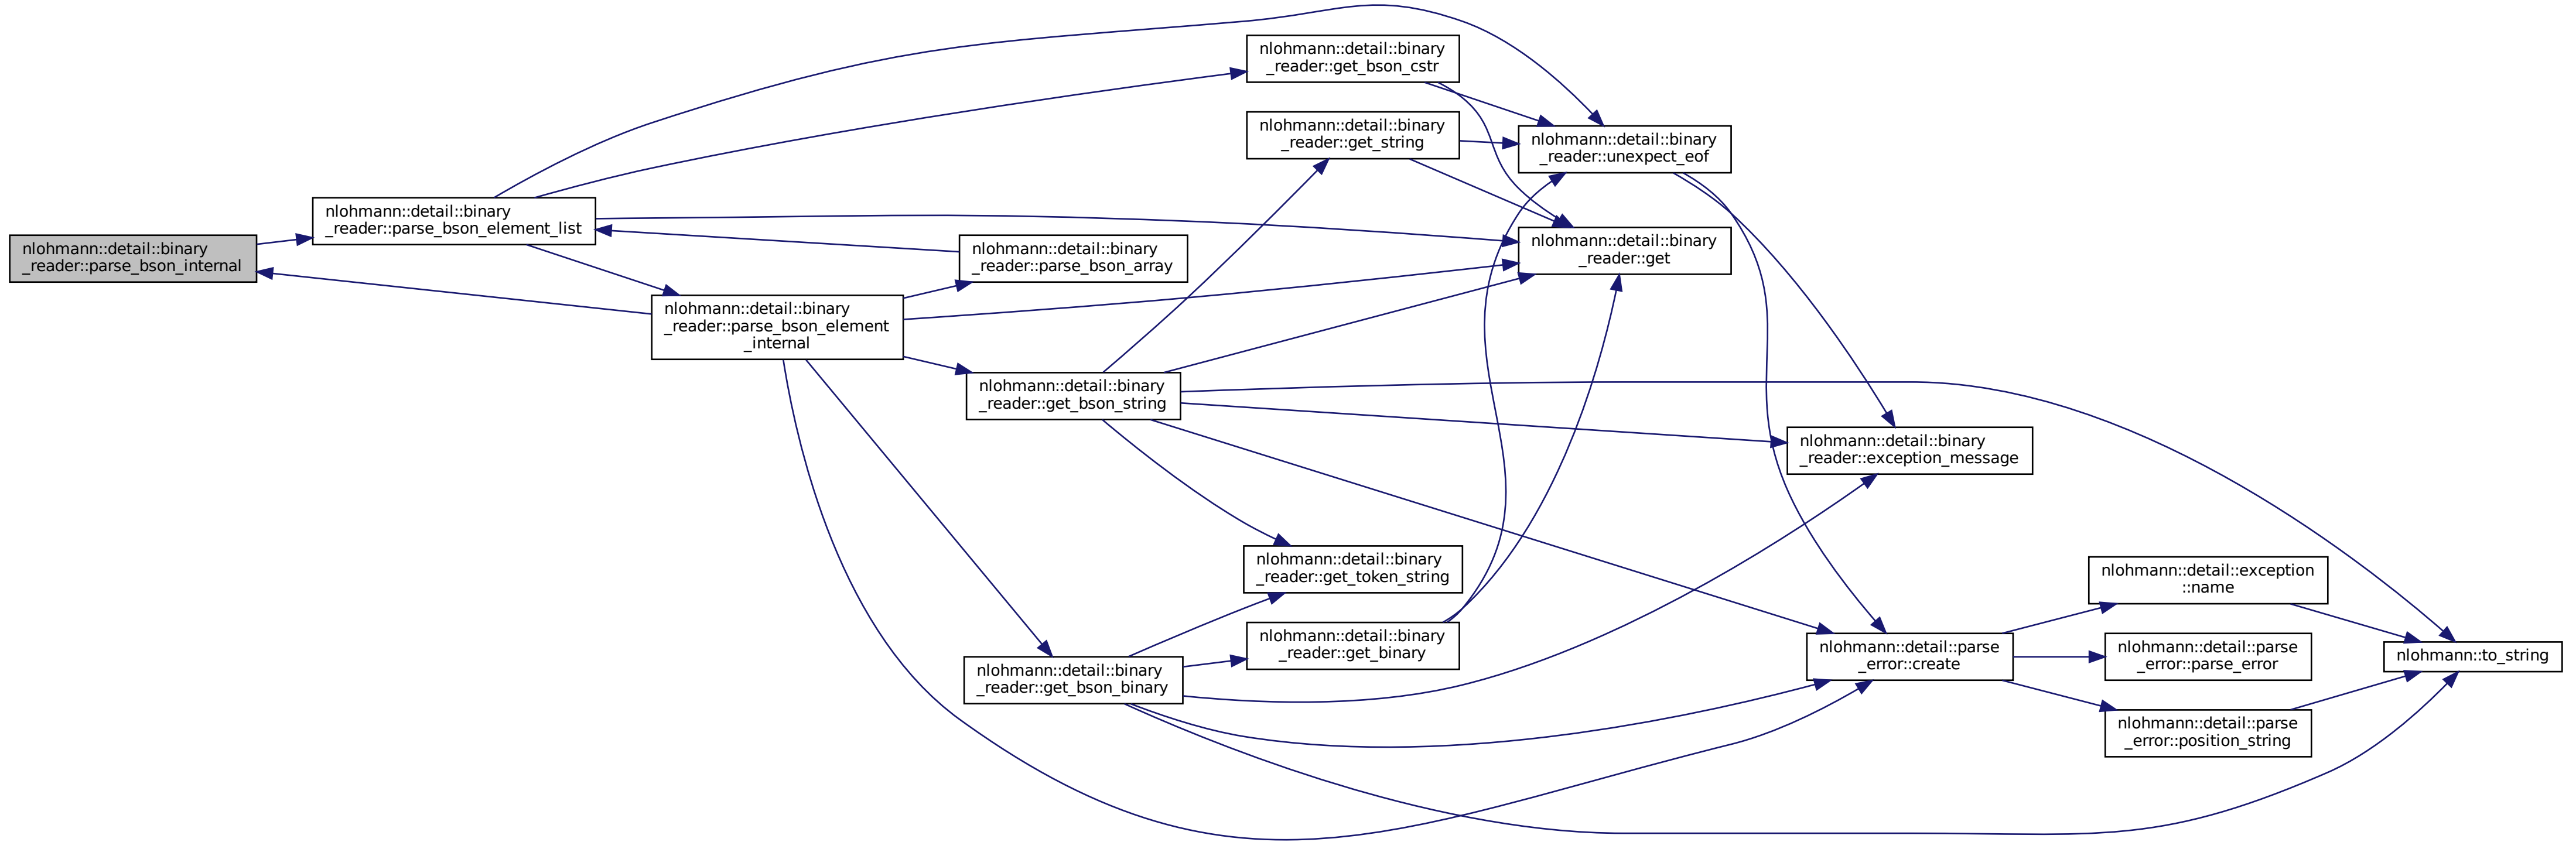 nlohmann::detail::binary
_reader::parse_bson_internal
nlohmann::detail::binary
_reader::parse_bson_element_list
nlohmann::detail::binary
_reader::parse_bson_element
_internal
nlohmann::detail::binary
_reader::parse_bson_array
nlohmann::detail::binary
_reader::get_bson_string
nlohmann::detail::binary
_reader::get_bson_binary
nlohmann::detail::binary
_reader::get_bson_cstr
nlohmann::detail::binary
_reader::get_string
nlohmann::detail::binary
_reader::get_token_string
nlohmann::detail::binary
_reader::get_binary
nlohmann::detail::binary
_reader::unexpect_eof
nlohmann::detail::binary
_reader::get
nlohmann::detail::binary
_reader::exception_message
nlohmann::detail::parse
_error::create
nlohmann::detail::exception
::name
nlohmann::detail::parse
_error::parse_error
nlohmann::detail::parse
_error::position_string
nlohmann::to_string